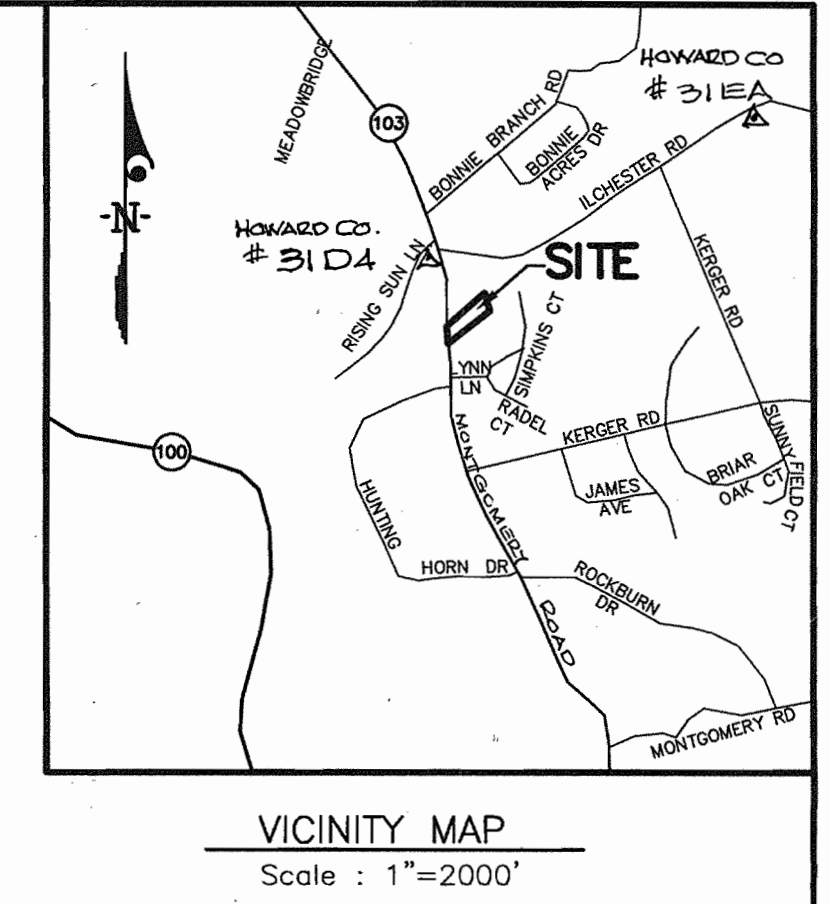 MEADOWBRIDGE
103
HOWARD CO
# 31EA
BONNIE BRANCH RD
BONNIE
ACRES DR
ILCHESTER RD
-N-
HOWARD CO.
# 31D4
RISING SUN LN
SITE
KERGER RD
SIMPKINS CT
LYNN
LN
RADEL
CT
MONTGOMERY ROAD
KERGER RD
SUNNY FIELD CT
100
HUNTING
HORN DR
JAMES
AVE
BRIAR
OAK CT
ROCKBURN
DR
MONTGOMERY RD
VICINITY MAP
Scale : 1"=2000'